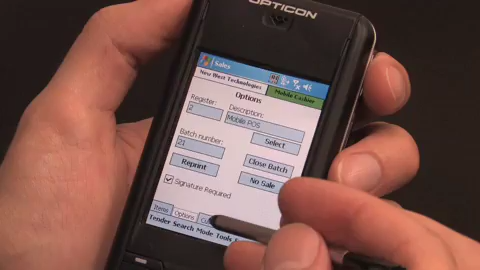 OPTICON
Sales
New West Technologies
Mobile Cashier
Options
Register:
2
Description:
Mobile POS
Select
Batch number:
21
Close Batch
Reprint
No Sale
Signature Required
Items Options
Tender Search Mode Tools